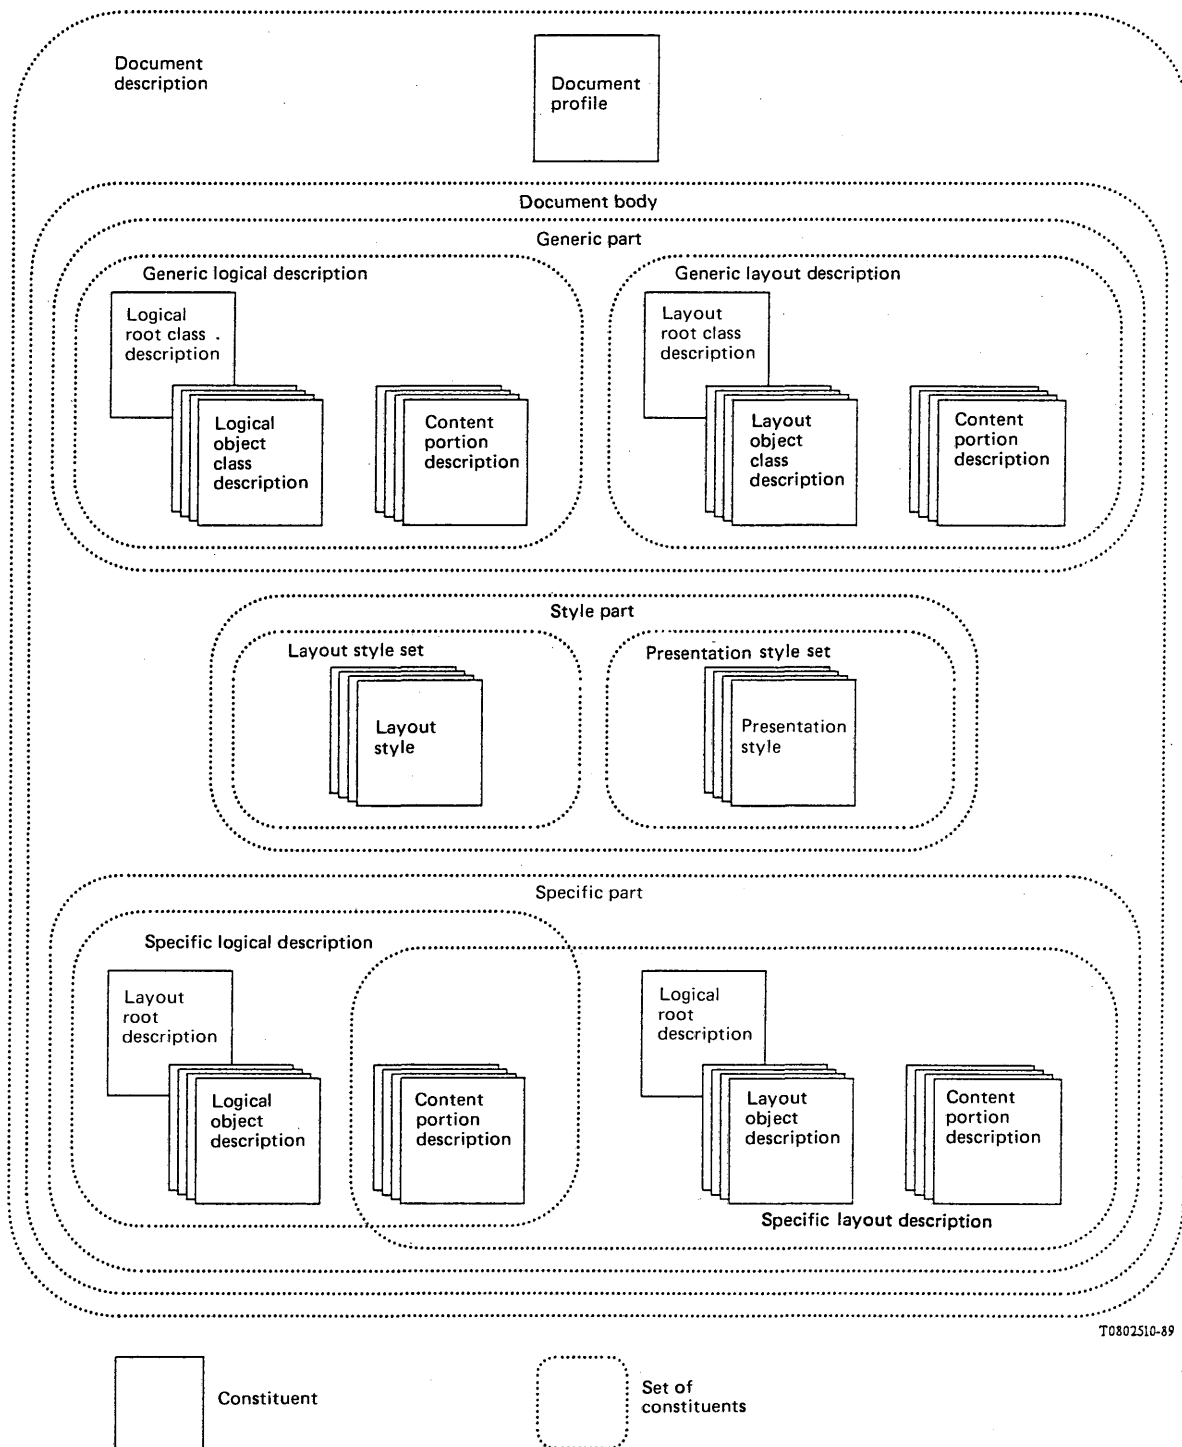 Document
description
Document
profile
Document body
Generic part
Generic logical description
Generic layout description
Logical
root class .
description
Layout
root class
description
Logical
object
class
description
Content
portion
description
Layout
object
class
description
Content
portion
description
Style part
Layout style set
Presentation style set
Layout
style
Presentation
style
Specific part
Specific logical description
Layout
root
description
Logical
root
description
Logical
object
description
Content
portion
description
Layout
object
description
Content
portion
description
Specific layout description
T0802510-89
Constituent
Set of
constituents